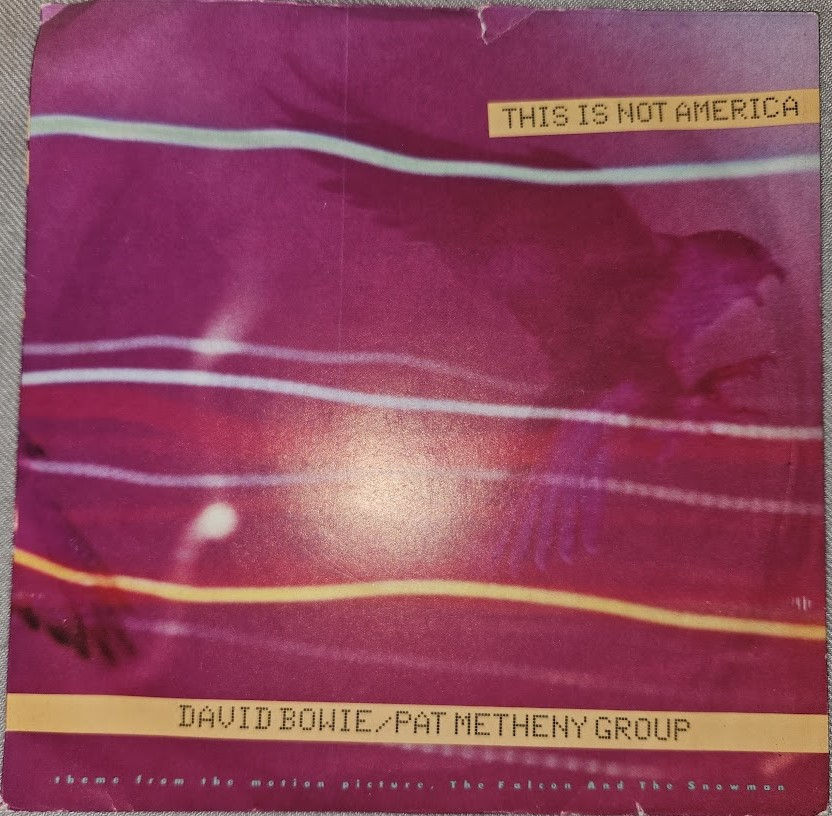 THIS IS NOT AMERICA
DAVID BOWIE/PAT METHENY GROUP
theme from the motion picture, The Falcon And The Snowman